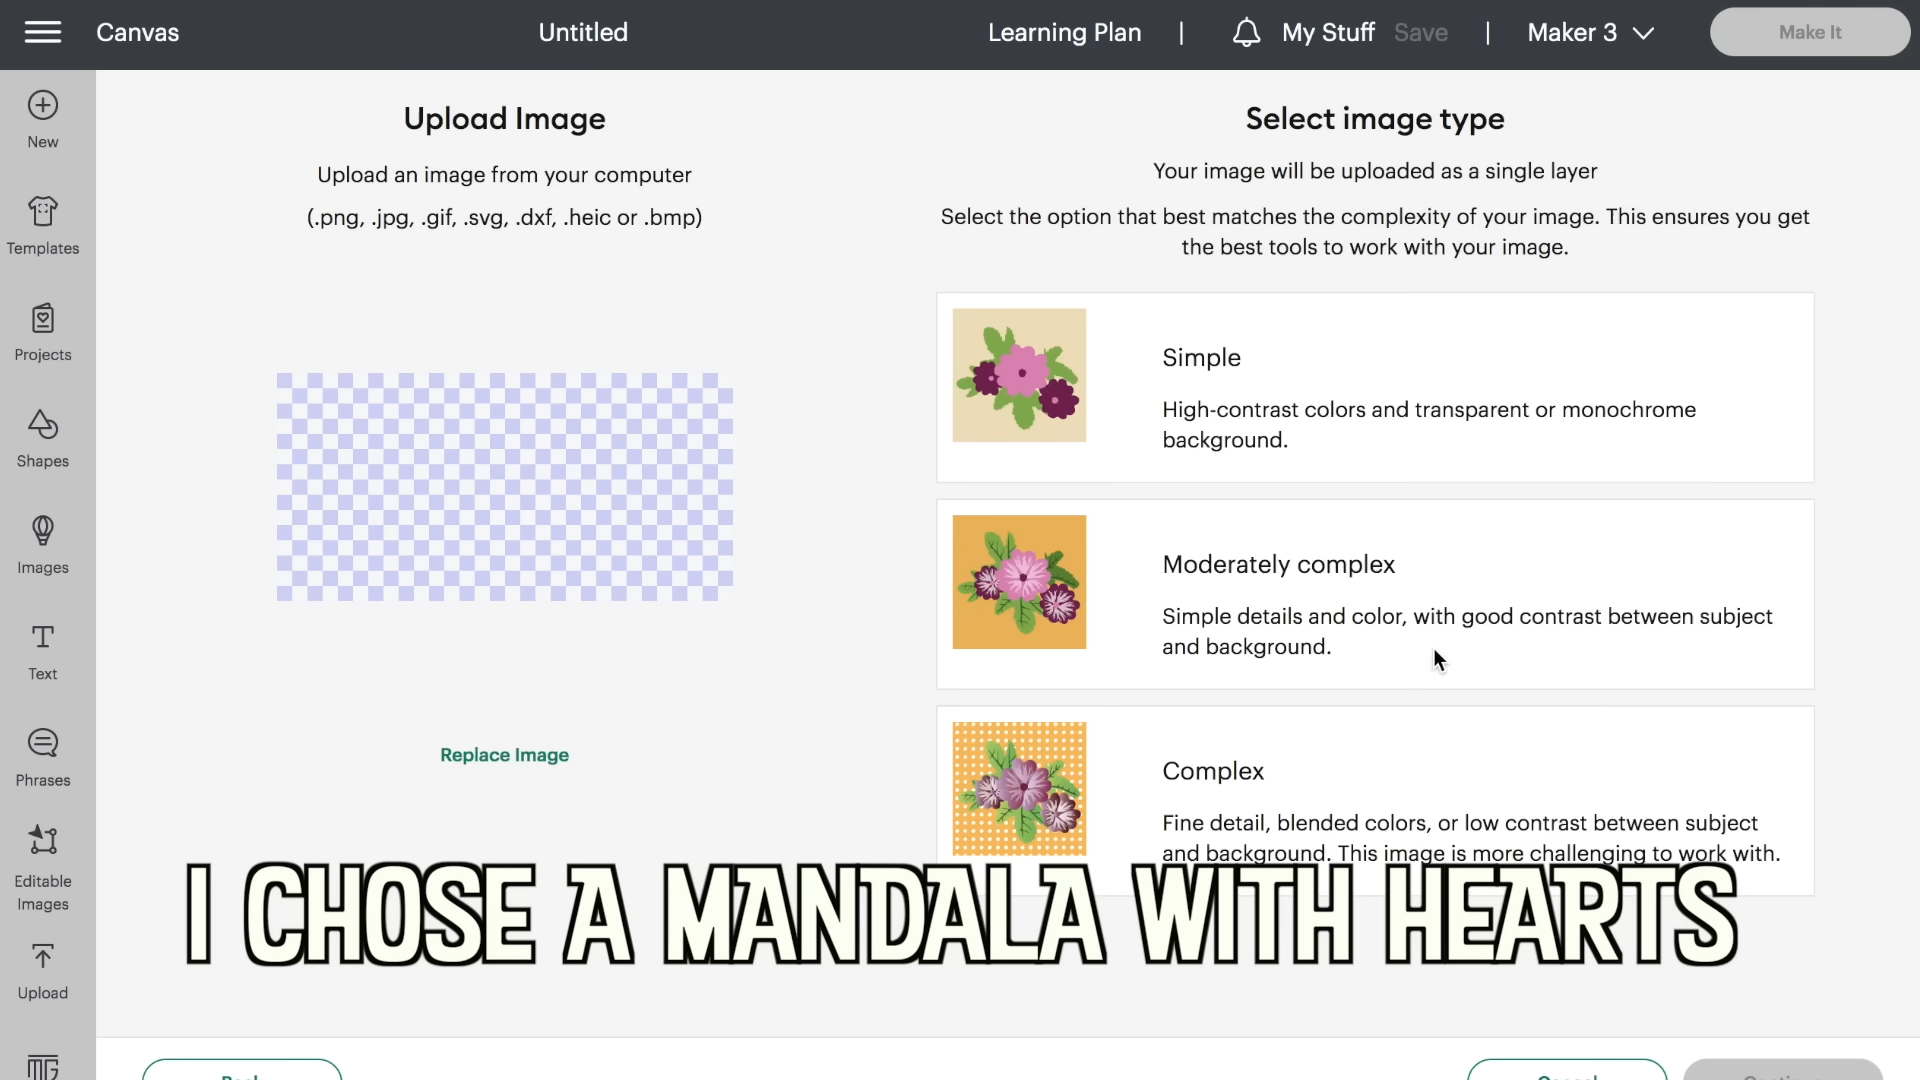 Canvas
Untitled
Learning Plan
My Stuff
Save
Maker 3
Make It
New
Templates
Projects
Shapes
Images
Text
Phrases
Editable
Images
Upload
Upload Image
Upload an image from your computer
(.png, .jpg, .gif, .svg, .dxf, .heic or .bmp)
Replace Image
Select image type
Your image will be uploaded as a single layer
Select the option that best matches the complexity of your image. This ensures you get
the best tools to work with your image.
Simple
High-contrast colors and transparent or monochrome
background.
Moderately complex
Simple details and color, with good contrast between subject
and background.
Complex
Fine detail, blended colors, or low contrast between subject
and background. This image is more challenging to work with.
I CHOSE A MANDALA WITH HEARTS